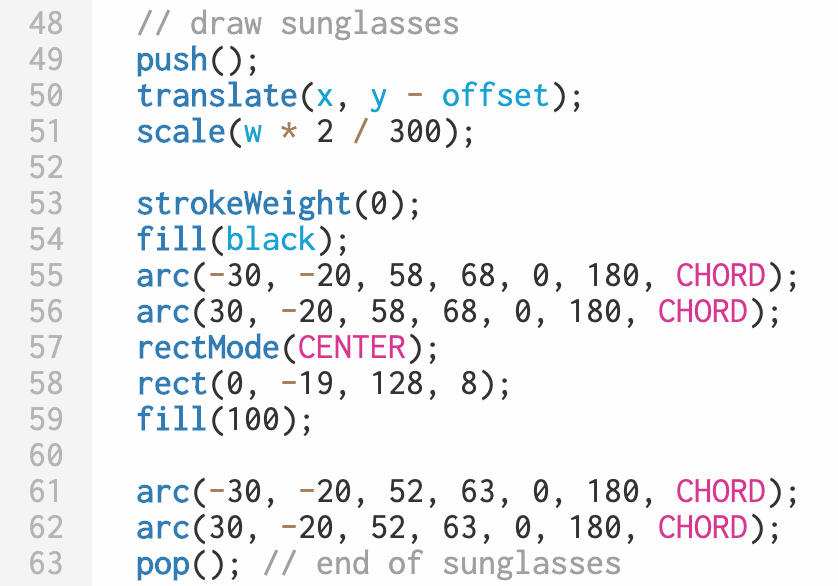 48 // draw sunglasses
49 push();
50 translate(x, y - offset);
51 scale(w * 2 / 300);
52
53 strokeWeight(0);
54 fill(black);
55 arc(-30, -20, 58, 68, 0, 180, CHORD);
56 arc(30, -20, 58, 68, 0, 180, CHORD);
57 rectMode(CENTER);
58 rect(0, -19, 128, 8);
59 fill(100);
60
61 arc(-30, -20, 52, 63, 0, 180, CHORD);
62 arc(30, -20, 52, 63, 0, 180, CHORD);
63 pop(); // end of sunglasses